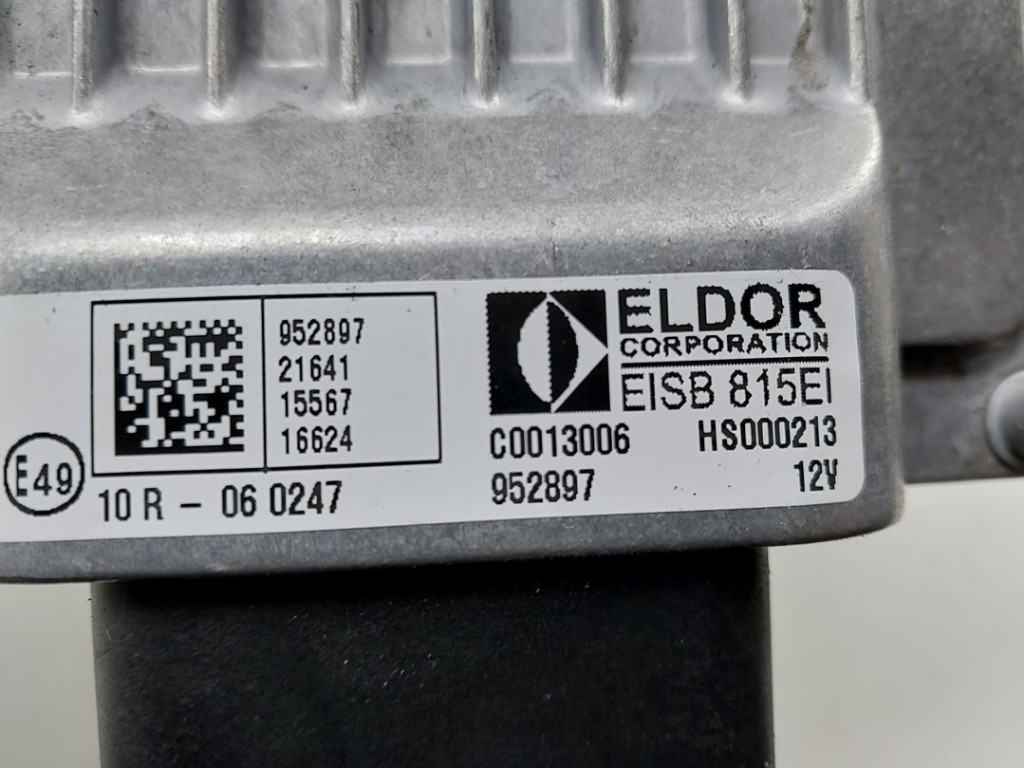 952897
21641
15567
16624
E49
10 R - 06 0247
ELDOR
CORPORATION
EISB 815EI
C0013006 HS000213
952897 12V